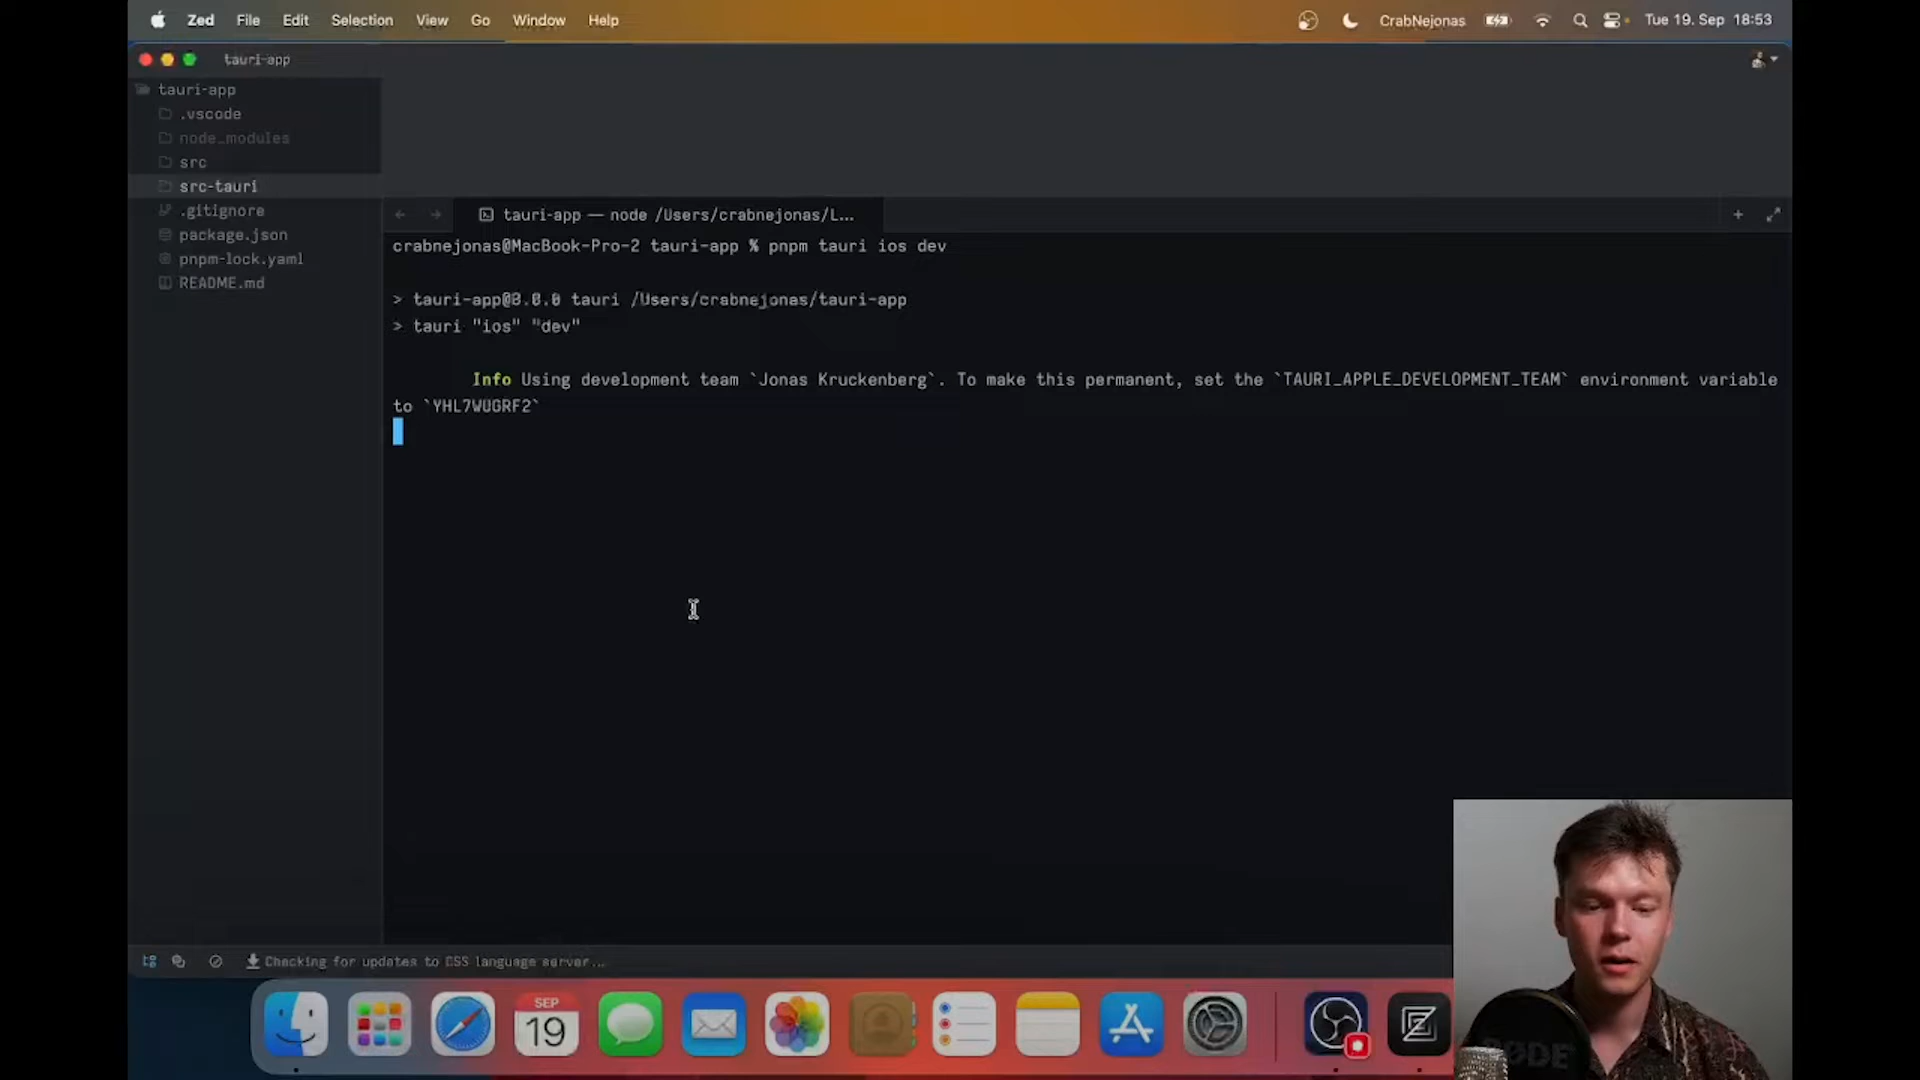 Zed File Edit Selection View Go Window Help CrabNejonas Tue 19. Sep 18:53
tauri-app
tauri-app
.vscode
node_modules
src
src-tauri
.gitignore
package.json
pnpm-lock.yaml
README.md
tauri-app — node /Users/crabnejonas/L...
crabnejonas@MacBook-Pro-2 tauri-app % pnpm tauri ios dev
> tauri-app@0.0.0 tauri /Users/crabnejonas/tauri-app
> tauri "ios" "dev"
Info Using development team `Jonas Kruckenberg`. To make this permanent, set the `TAURI_APPLE_DEVELOPMENT_TEAM` environment variable
to `YHL7WUGRF2`
Checking for updates to CSS language server...
SEP
19
RØDE